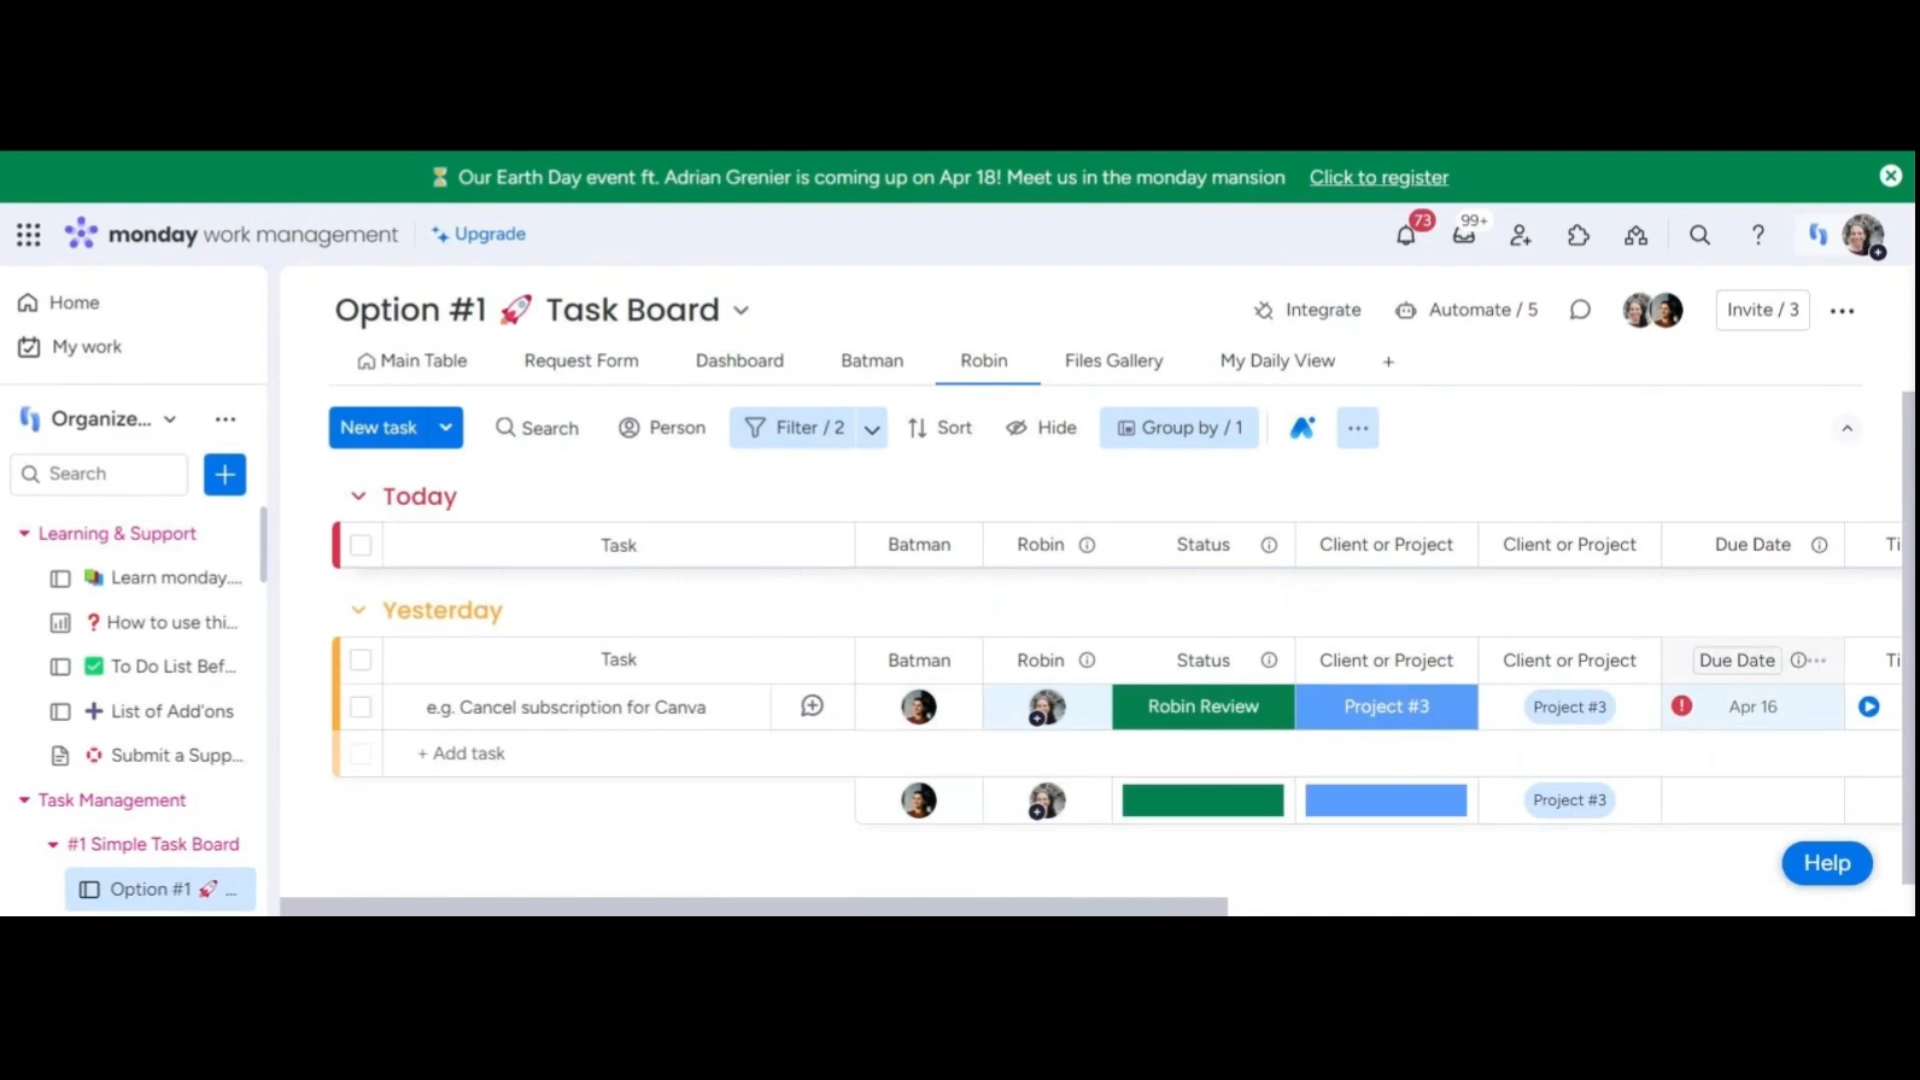 Our Earth Day event ft. Adrian Grenier is coming up on Apr 18! Meet us in the monday mansion Click to register
monday work management Upgrade 73 99+ ?
Home
My work
Organize...
Search
Learning & Support
Learn monday....
How to use thi...
To Do List Bef...
List of Add'ons
Submit a Supp...
Task Management
#1 Simple Task Board
Option #1 ...
Option #1 Task Board Integrate Automate / 5 Invite / 3
Main Table Request Form Dashboard Batman Robin Files Gallery My Daily View +
New task Search Person Filter / 2 Sort Hide Group by / 1
Today
Task Batman Robin Status Client or Project Client or Project Due Date Ti
Yesterday
Task Batman Robin Status Client or Project Client or Project Due Date Ti
e.g. Cancel subscription for Canva Robin Review Project #3 Project #3 Apr 16
+ Add task
Project #3
Help